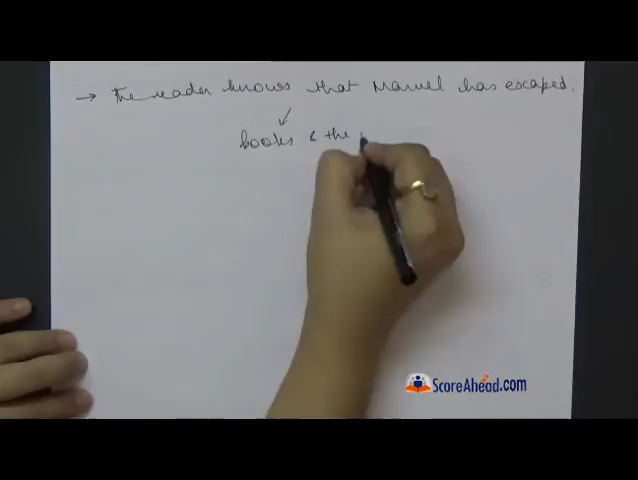 → The reader knows that Marvel has escaped.
books & the
ScoreAhead.com